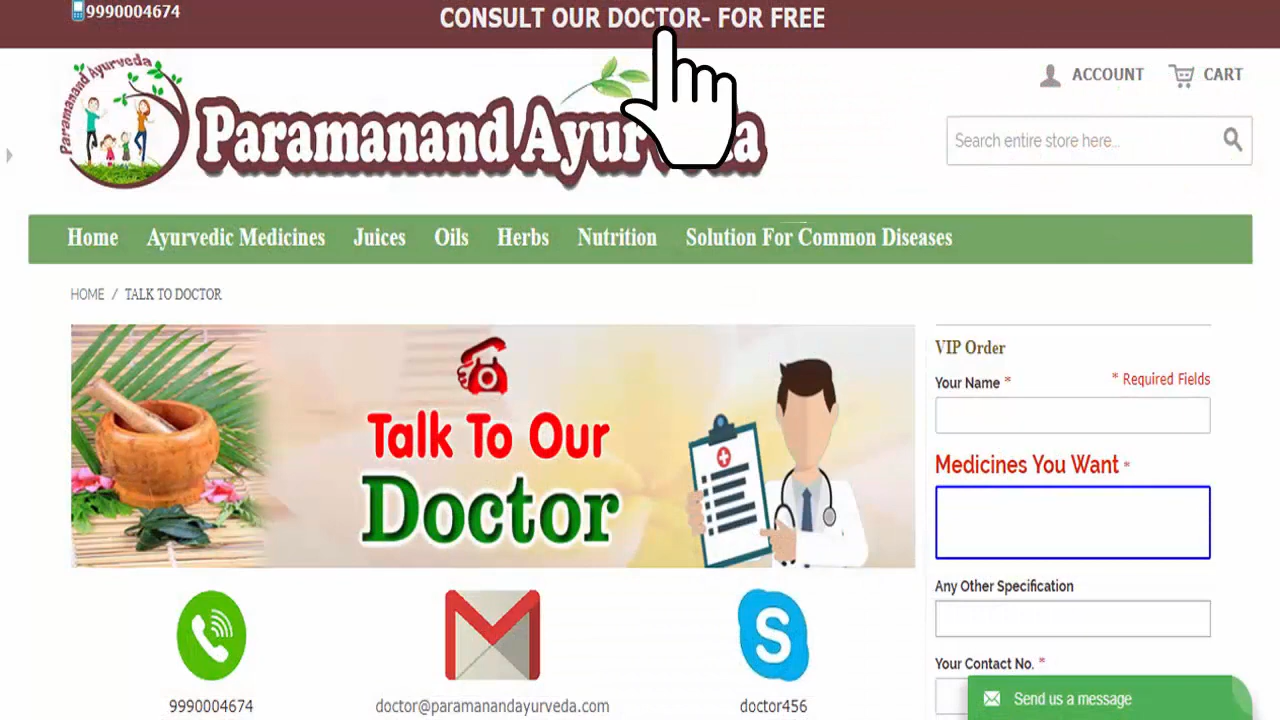 9990004674
CONSULT OUR DOCTOR- FOR FREE
Paramanand Ayurveda
Paramanand Ayur a
ACCOUNT
CART
Search entire store here...
Home
Ayurvedic Medicines
Juices
Oils
Herbs
Nutrition
Solution For Common Diseases
HOME / TALK TO DOCTOR
Talk To Our
Doctor
VIP Order
Your Name *
* Required Fields
Medicines You Want *
Any Other Specification
Your Contact No. *
9990004674
doctor@paramanandayurveda.com
doctor456
Send us a message